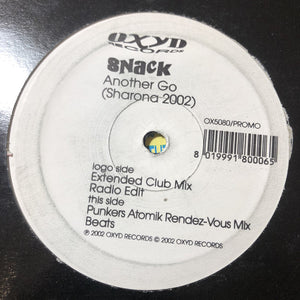 OXYD
RECORDS
SNACK
Another Go
(Sharona 2002)
OX5080/PROMO
8 019991 800065
logo side
Extended Club Mix
Radio Edit
this side
Punkers Atomik Rendez-Vous Mix
Beats
℗ 2002 OXYD RECORDS © 2002 OXYD RECORDS